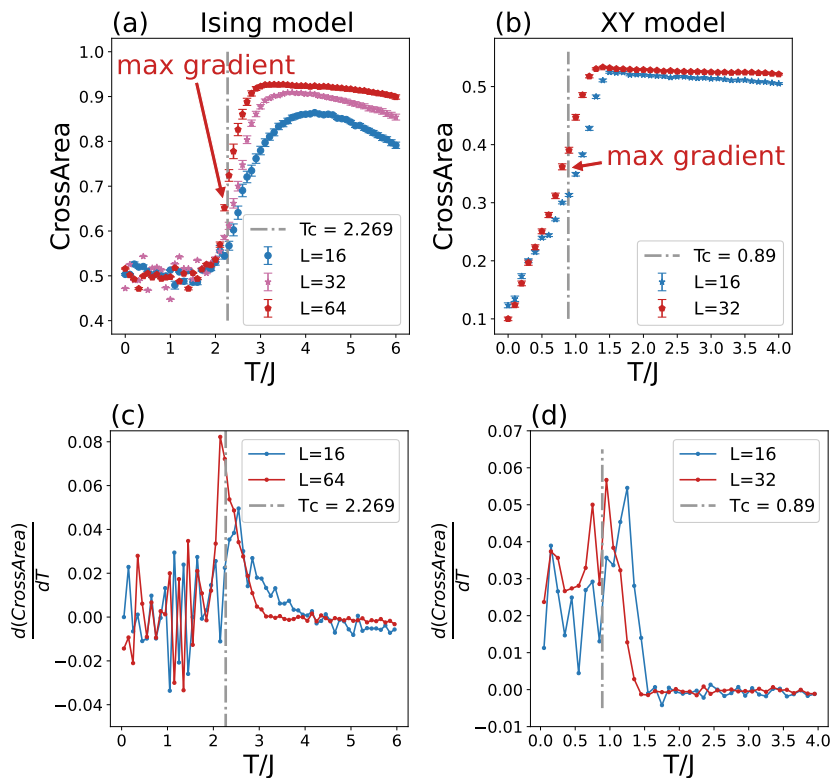 (a) Ising model
(b) XY model
1.0
0.9
0.8
0.7
0.6
0.5
0.4
CrossArea
max gradient
Tc = 2.269
L=16
L=32
L=64
0 1 2 3 4 5 6
T/J
0.5
0.4
0.3
0.2
0.1
CrossArea
max gradient
Tc = 0.89
L=16
L=32
0.0 0.5 1.0 1.5 2.0 2.5 3.0 3.5 4.0
T/J
(c)
0.08
0.06
0.04
0.02
0.00
−0.02
−0.04
d(CrossArea)
dT
L=16
L=64
Tc = 2.269
0 1 2 3 4 5 6
T/J
(d)
0.07
0.06
0.05
0.04
0.03
0.02
0.01
0.00
−0.01
d(CrossArea)
dT
L=16
L=32
Tc = 0.89
0.0 0.5 1.0 1.5 2.0 2.5 3.0 3.5 4.0
T/J